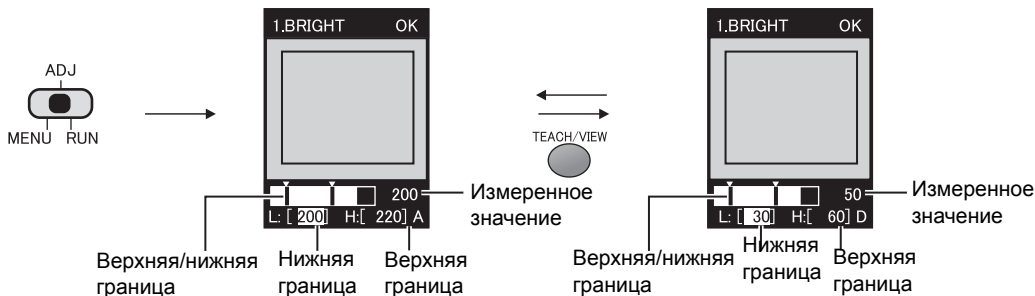 ADJ
MENU RUN
1.BRIGHT OK
200
L: [ 200] H:[ 220] A
Измеренное
значение
Верхняя/нижняя
граница
Нижняя
граница
Верхняя
граница
TEACH/VIEW
1.BRIGHT OK
50
L: [ 30] H:[ 60] D
Измеренное
значение
Верхняя/нижняя
граница
Нижняя
граница
Верхняя
граница